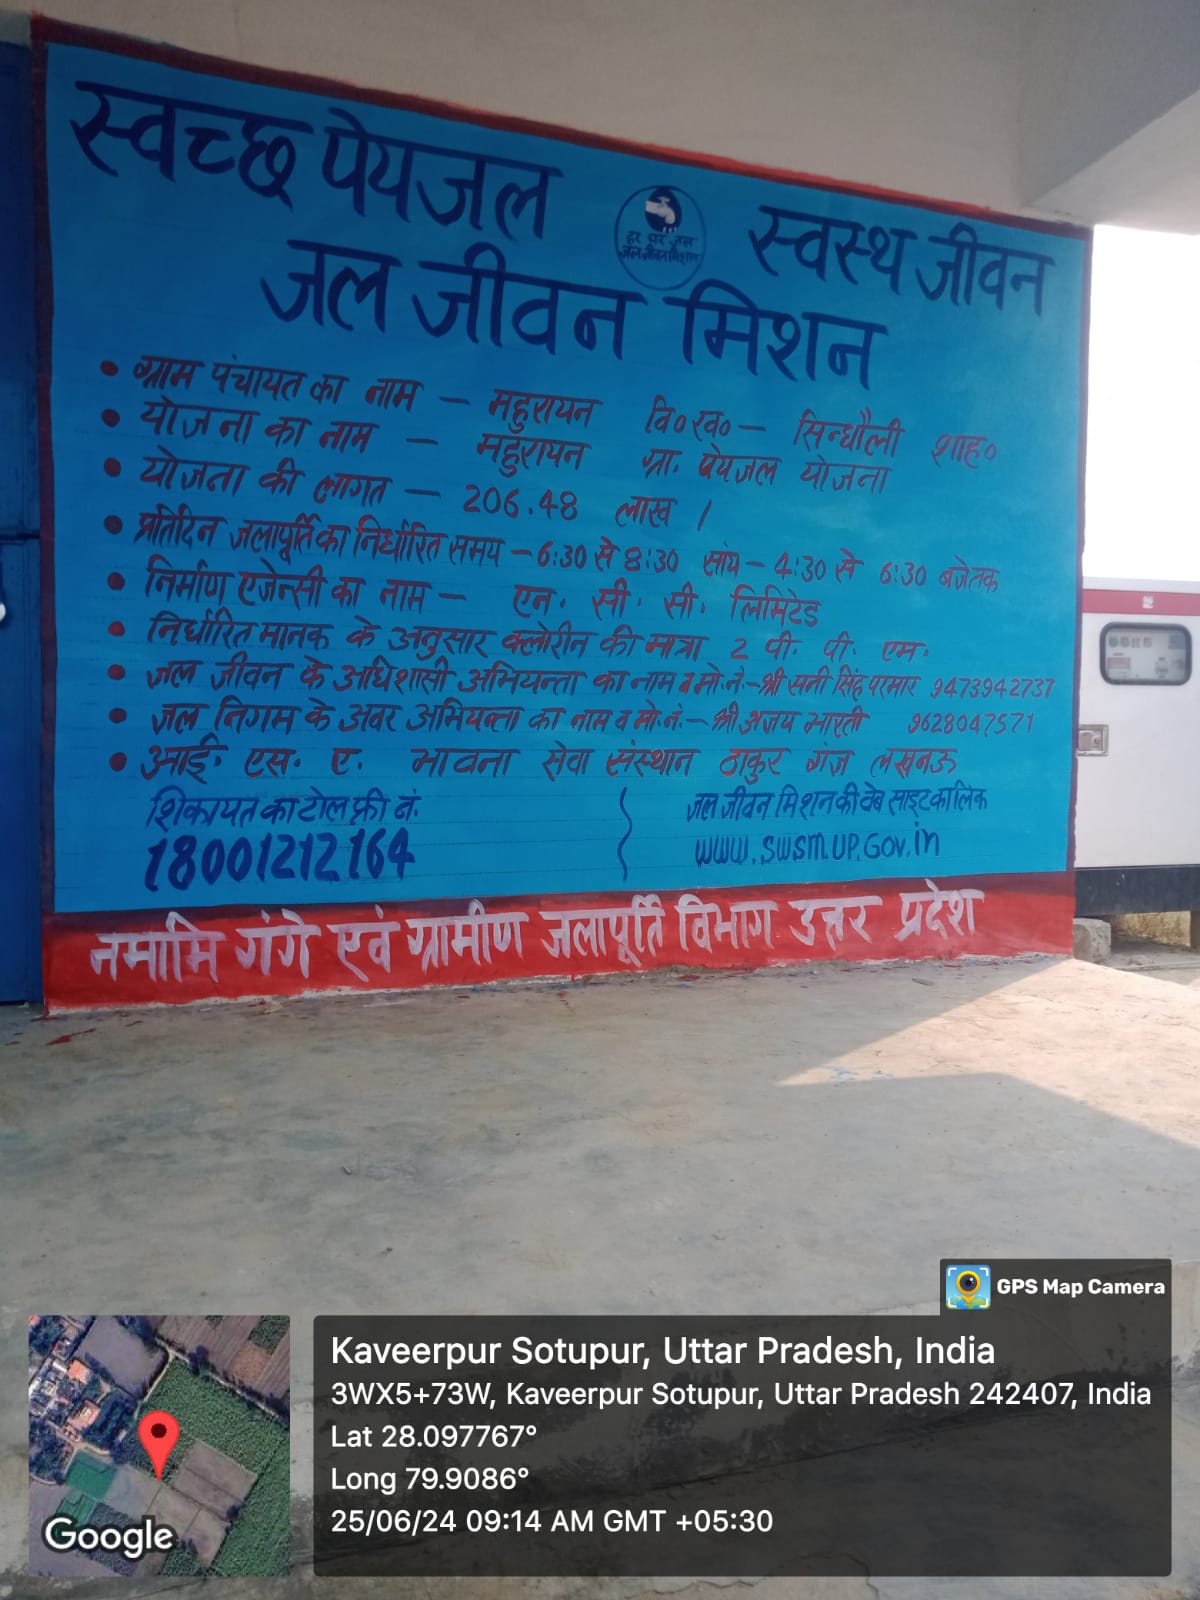 स्वच्छ पेयजल
स्वस्थ जीवन
हर घर जल
जल जीवन मिशन
जल जीवन मिशन
• ग्राम पंचायत का नाम – महुरायन वि०ख० – सिन्धौली शाह०
• योजना का नाम – महुरायन ग्रा. पेयजल योजना
• योजता की लागत – 206.48 लाख /
• प्रतिदिन जलापूर्ति का निर्धारित समय – 6:30 से 8:30 सांय – 4:30 से 6:30 बजे तक
• निर्माण एजेन्सी का नाम – एन. सी. सी. लिमिटेड
• निर्धारित मानक के अनुसार क्लोरीन की मात्रा 2 पी. पी. एम.
• जल जीवन के अधिशासी अभियन्ता का नाम व मो.नं.– श्री सनी सिंह परमार 9473942737
• जल निगम के अवर अभियन्ता का नाम व मो.नं.– श्री अजय भारती 9628047571
• आई. एस. ए. भावना सेवा संस्थान ठाकुर गंज लखनऊ
शिकायत का टोल फ्री नं.
18001212164
जल जीवन मिशन की वेब साइट का लिंक
www.SWSMUP.Gov.in
नमामि गंगे एवं ग्रामीण जलापूर्ति विभाग उत्तर प्रदेश
GPS Map Camera
Kaveerpur Sotupur, Uttar Pradesh, India
3WX5+73W, Kaveerpur Sotupur, Uttar Pradesh 242407, India
Lat 28.097767°
Long 79.9086°
25/06/24 09:14 AM GMT +05:30
Google